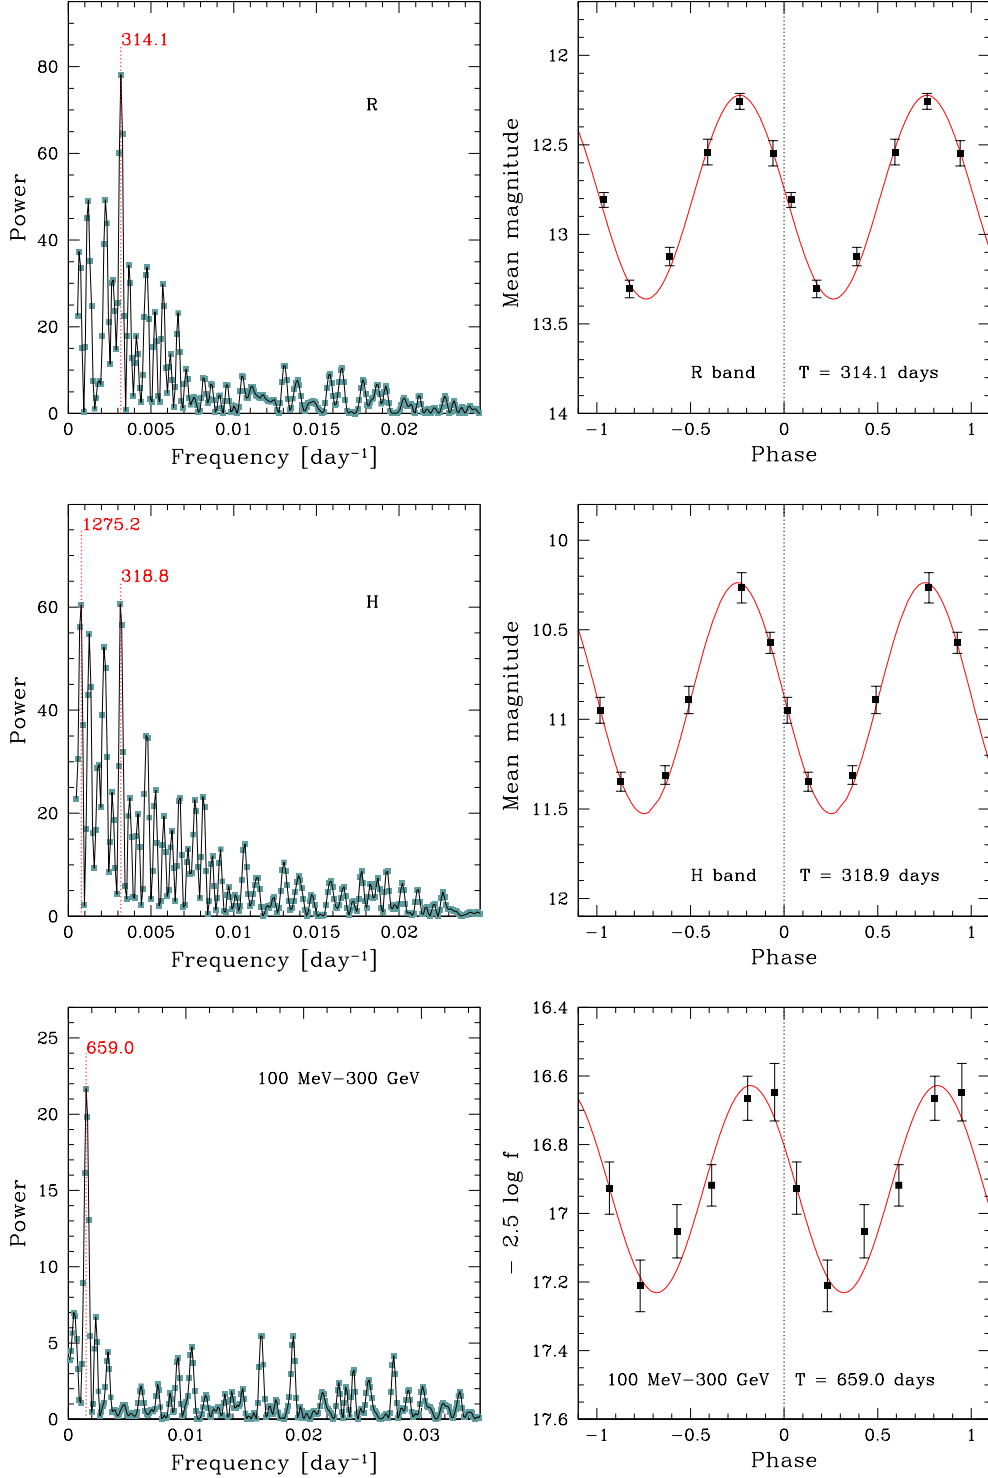 314.1
R
80
60
40
20
0
Power
0 0.005 0.01 0.015 0.02
Frequency [day⁻¹]
12
12.5
13
13.5
14
Mean magnitude
R band T = 314.1 days
−1 −0.5 0 0.5 1
Phase
1275.2
318.8
H
60
40
20
0
Power
0 0.005 0.01 0.015 0.02
Frequency [day⁻¹]
10
10.5
11
11.5
12
Mean magnitude
H band T = 318.9 days
−1 −0.5 0 0.5 1
Phase
659.0
100 MeV−300 GeV
25
20
15
10
5
0
Power
0 0.01 0.02 0.03
Frequency [day⁻¹]
16.4
16.6
16.8
17
17.2
17.4
17.6
− 2.5 log f
100 MeV−300 GeV T = 659.0 days
−1 −0.5 0 0.5 1
Phase